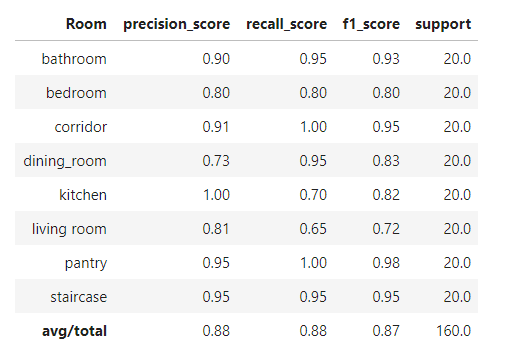 Room precision_score recall_score f1_score support
bathroom 0.90 0.95 0.93 20.0
bedroom 0.80 0.80 0.80 20.0
corridor 0.91 1.00 0.95 20.0
dining_room 0.73 0.95 0.83 20.0
kitchen 1.00 0.70 0.82 20.0
living room 0.81 0.65 0.72 20.0
pantry 0.95 1.00 0.98 20.0
staircase 0.95 0.95 0.95 20.0
avg/total 0.88 0.88 0.87 160.0